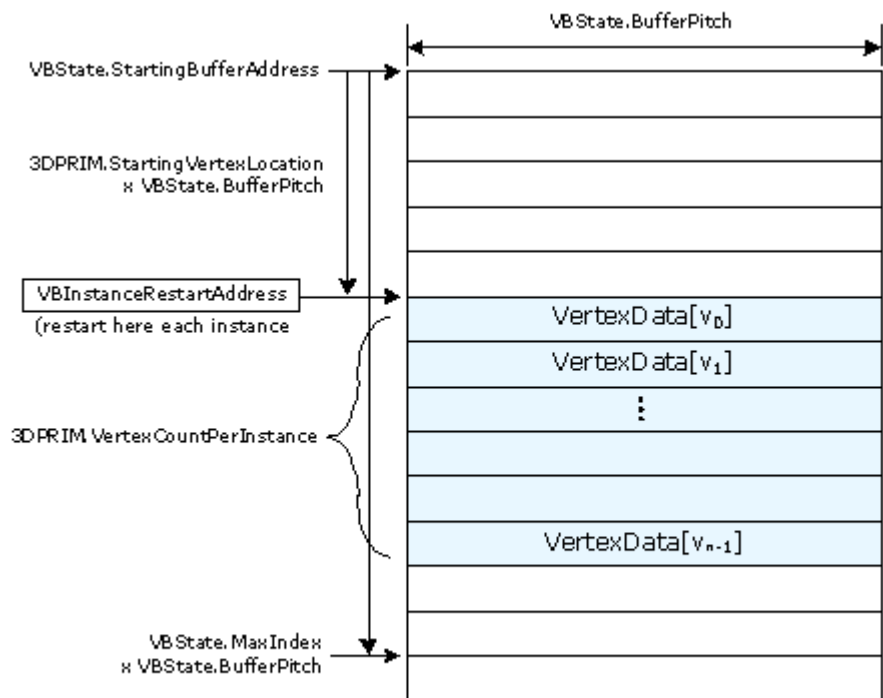 VBState.BufferPitch
VBState.StartingBufferAddress
3DPRIM.StartingVertexLocation
x VBState.BufferPitch
VBInstanceRestartAddress
(restart here each instance
VertexData[v₀]
VertexData[v₁]
⋮
3DPRIM.VertexCountPerInstance
VertexData[vₙ₋₁]
VBState.MaxIndex
x VBState.BufferPitch